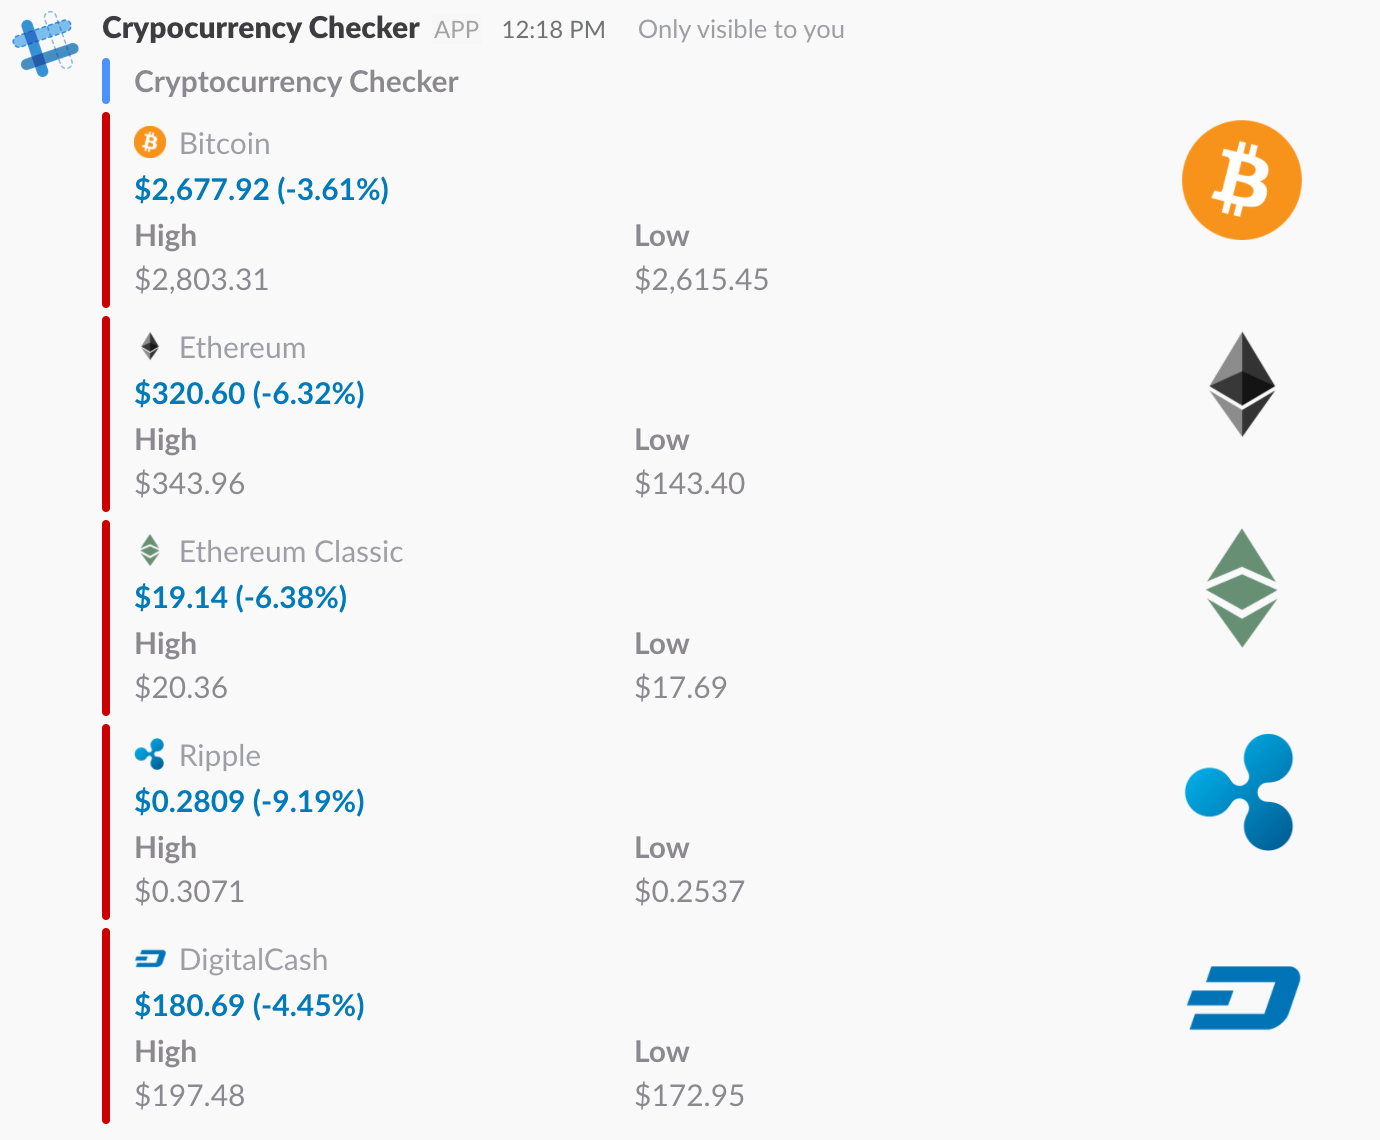 Crypocurrency Checker APP 12:18 PM Only visible to you
Cryptocurrency Checker
Bitcoin
$2,677.92 (-3.61%)
High Low
$2,803.31 $2,615.45
Ethereum
$320.60 (-6.32%)
High Low
$343.96 $143.40
Ethereum Classic
$19.14 (-6.38%)
High Low
$20.36 $17.69
Ripple
$0.2809 (-9.19%)
High Low
$0.3071 $0.2537
DigitalCash
$180.69 (-4.45%)
High Low
$197.48 $172.95